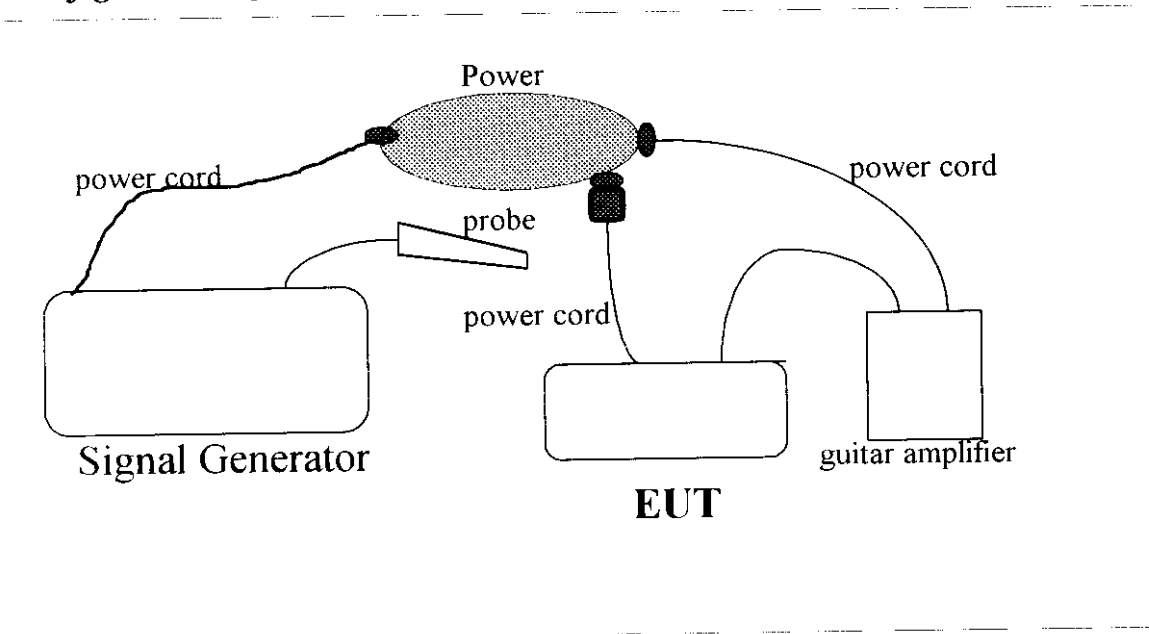 Power
power cord
power cord
probe
power cord
Signal Generator
guitar amplifier
EUT